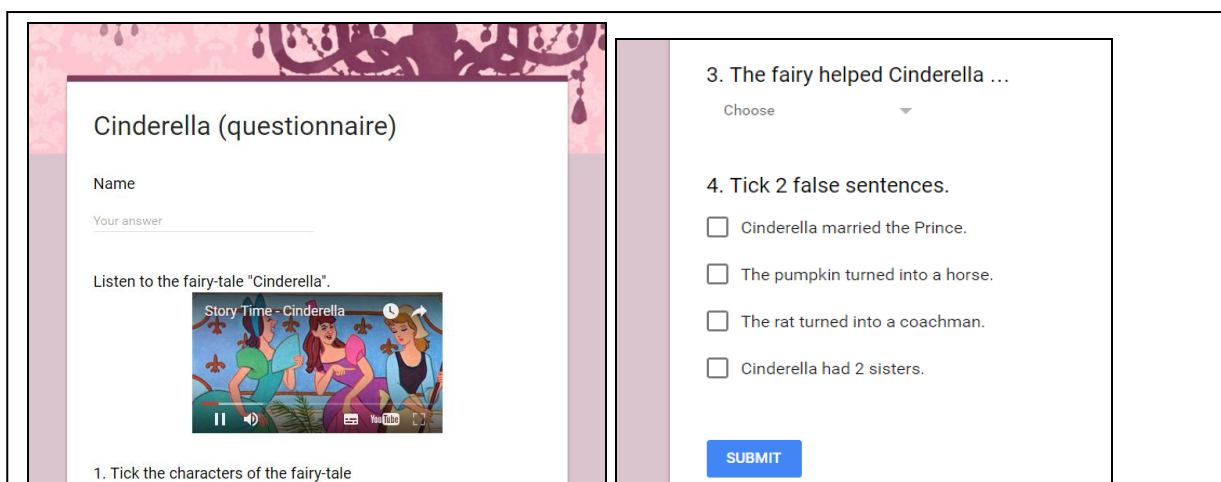 Cinderella (questionnaire)
Name
Your answer
Listen to the fairy-tale "Cinderella".
Story Time - Cinderella
YouTube
1. Tick the characters of the fairy-tale
3. The fairy helped Cinderella …
Choose
4. Tick 2 false sentences.
Cinderella married the Prince.
The pumpkin turned into a horse.
The rat turned into a coachman.
Cinderella had 2 sisters.
SUBMIT